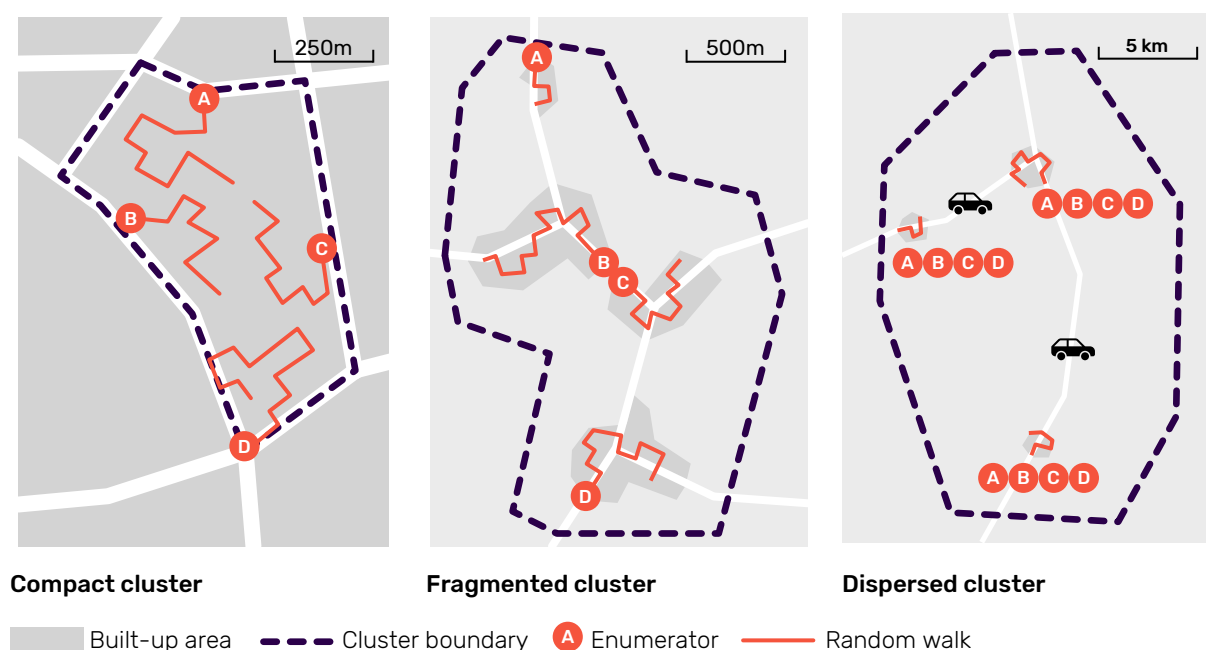 250m
A
B
C
D
500m
A
B
C
D
5 km
A B C D
A B C D
A B C D
Compact cluster
Fragmented cluster
Dispersed cluster
Built-up area
Cluster boundary
A Enumerator
Random walk